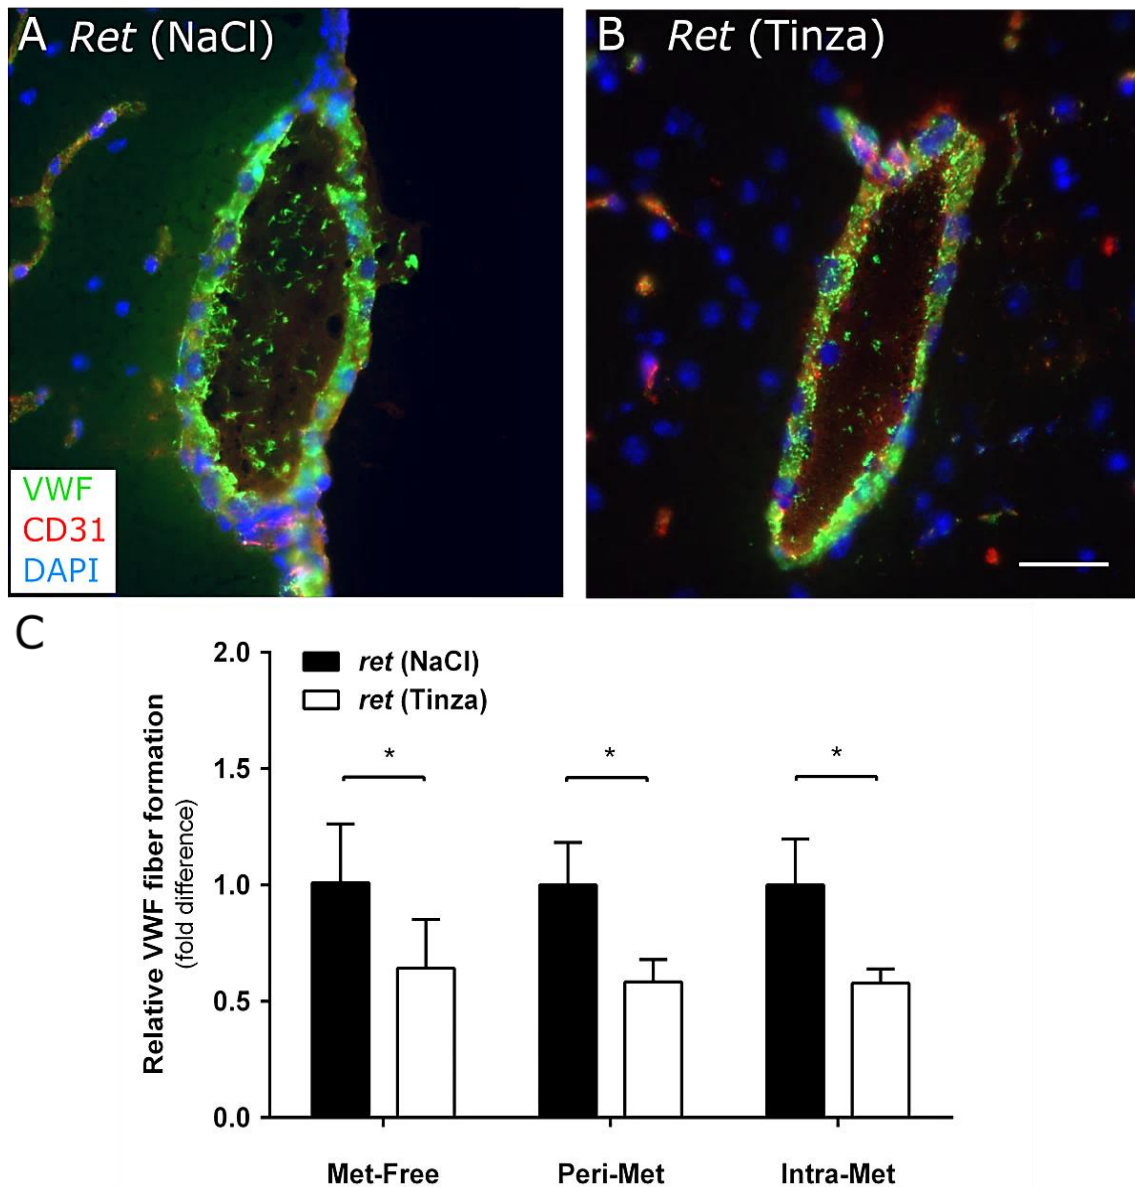 A Ret (NaCl)
B Ret (Tinza)
VWF
CD31
DAPI
C
2.0
1.5
1.0
0.5
0.0
Relative VWF fiber formation
(fold difference)
ret (NaCl)
ret (Tinza)
* * *
Met-Free Peri-Met Intra-Met